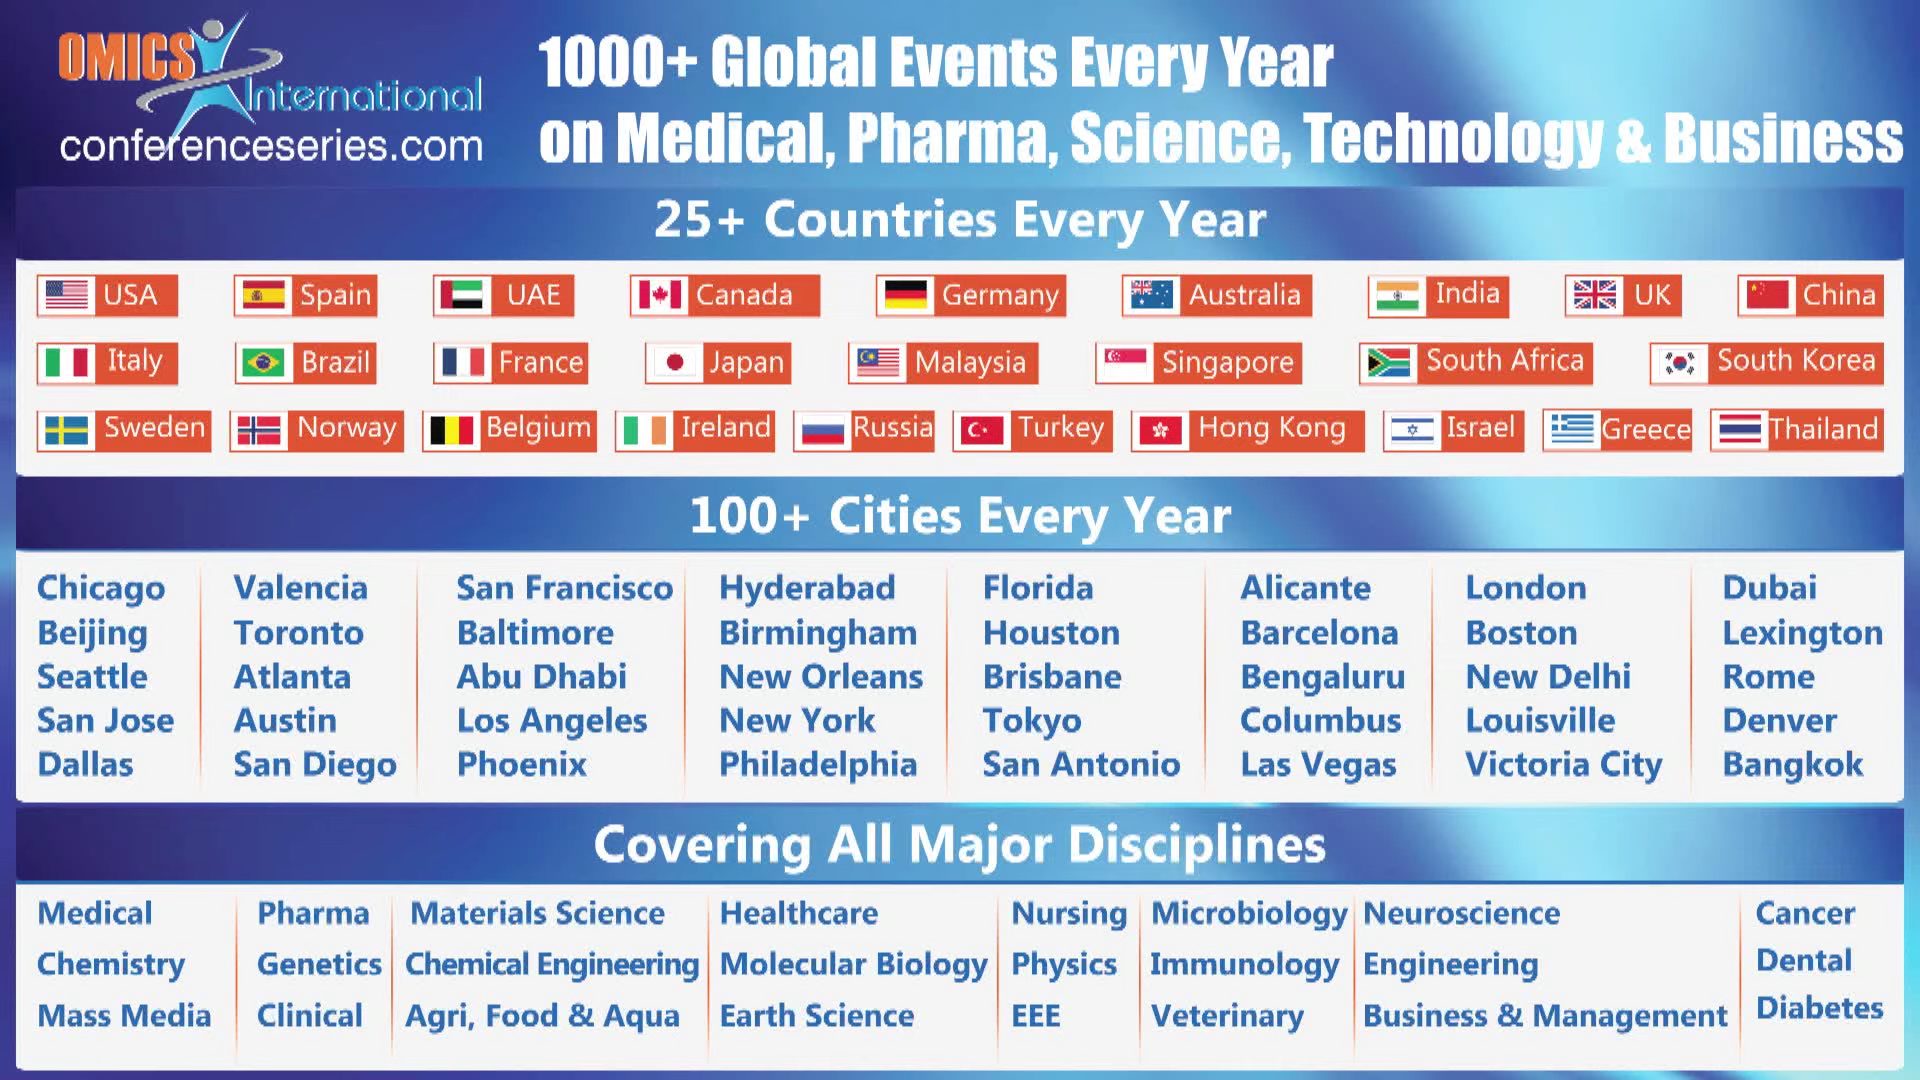 OMICS International
conferenceseries.com
1000+ Global Events Every Year
on Medical, Pharma, Science, Technology & Business
25+ Countries Every Year
USA Spain UAE Canada Germany Australia India UK China
Italy Brazil France Japan Malaysia Singapore South Africa South Korea
Sweden Norway Belgium Ireland Russia Turkey Hong Kong Israel Greece Thailand
100+ Cities Every Year
Chicago Valencia San Francisco Hyderabad Florida Alicante London Dubai
Beijing Toronto Baltimore Birmingham Houston Barcelona Boston Lexington
Seattle Atlanta Abu Dhabi New Orleans Brisbane Bengaluru New Delhi Rome
San Jose Austin Los Angeles New York Tokyo Columbus Louisville Denver
Dallas San Diego Phoenix Philadelphia San Antonio Las Vegas Victoria City Bangkok
Covering All Major Disciplines
Medical Pharma Materials Science Healthcare Nursing Microbiology Neuroscience Cancer
Chemistry Genetics Chemical Engineering Molecular Biology Physics Immunology Engineering Dental
Mass Media Clinical Agri, Food & Aqua Earth Science EEE Veterinary Business & Management Diabetes